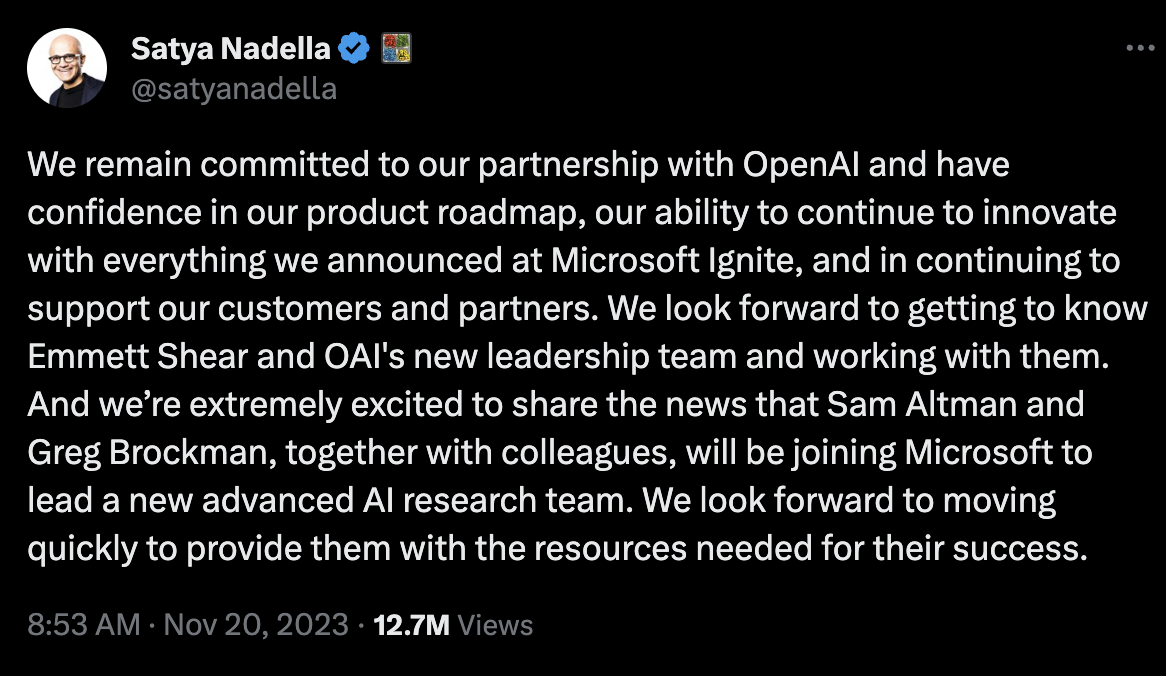 Satya Nadella
@satyanadella
We remain committed to our partnership with OpenAI and have
confidence in our product roadmap, our ability to continue to innovate
with everything we announced at Microsoft Ignite, and in continuing to
support our customers and partners. We look forward to getting to know
Emmett Shear and OAI's new leadership team and working with them.
And we’re extremely excited to share the news that Sam Altman and
Greg Brockman, together with colleagues, will be joining Microsoft to
lead a new advanced AI research team. We look forward to moving
quickly to provide them with the resources needed for their success.
8:53 AM · Nov 20, 2023 · 12.7M Views